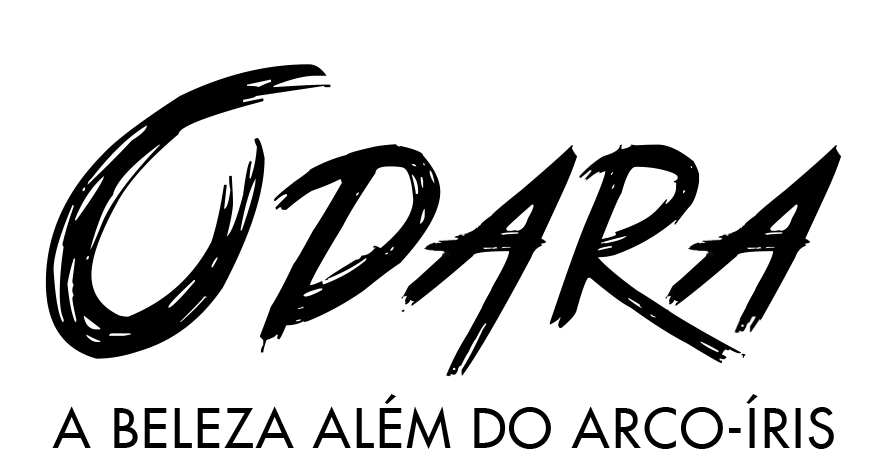 ODARA
A BELEZA ALÉM DO ARCO-ÍRIS